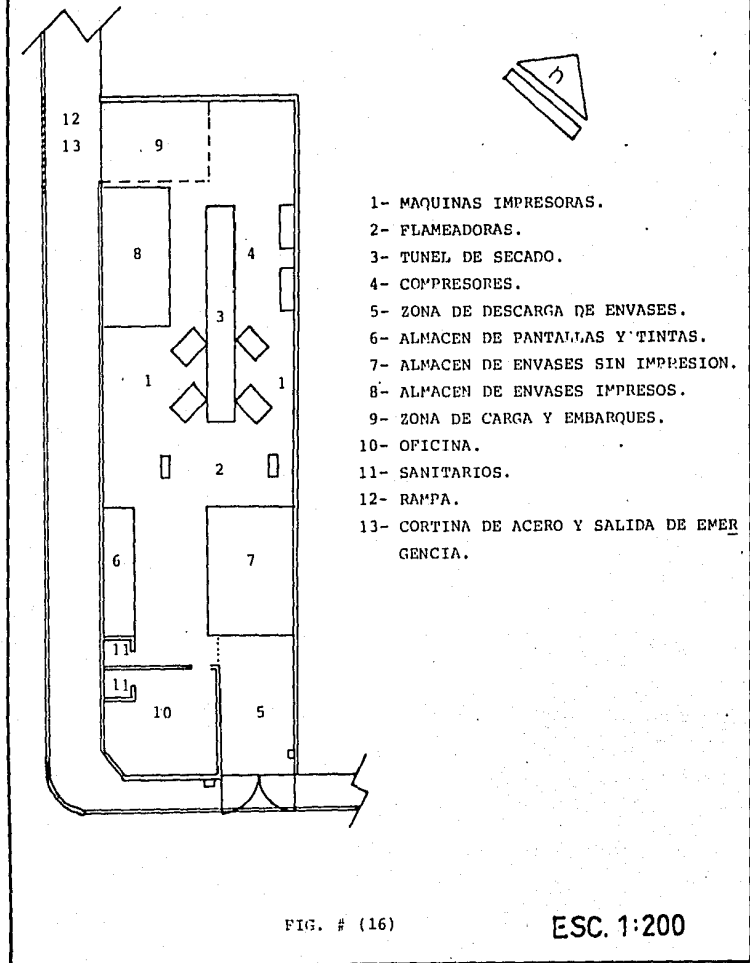 12
13
9
8
4
3
1
1
2
6
7
11
11
10
5
1- MAQUINAS IMPRESORAS.
2- FLAMEADORAS.
3- TUNEL DE SECADO.
4- COMPRESORES.
5- ZONA DE DESCARGA DE ENVASES.
6- ALMACEN DE PANTALLAS Y TINTAS.
7- ALMACEN DE ENVASES SIN IMPRESION.
8- ALMACEN DE ENVASES IMPRESOS.
9- ZONA DE CARGA Y EMBARQUES.
10- OFICINA.
11- SANITARIOS.
12- RAMPA.
13- CORTINA DE ACERO Y SALIDA DE EMER
GENCIA.
FIG. # (16)
ESC. 1:200